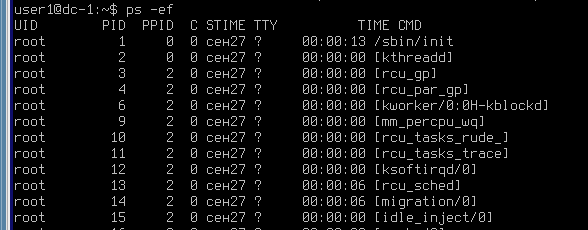 user1@dc-1:~$ ps -ef
UID          PID    PPID  C STIME TTY          TIME CMD
root           1       0  0 сен27 ?        00:00:13 /sbin/init
root           2       0  0 сен27 ?        00:00:00 [kthreadd]
root           3       2  0 сен27 ?        00:00:00 [rcu_gp]
root           4       2  0 сен27 ?        00:00:00 [rcu_par_gp]
root           6       2  0 сен27 ?        00:00:00 [kworker/0:0H-kblockd]
root           9       2  0 сен27 ?        00:00:00 [mm_percpu_wq]
root          10       2  0 сен27 ?        00:00:00 [rcu_tasks_rude_]
root          11       2  0 сен27 ?        00:00:00 [rcu_tasks_trace]
root          12       2  0 сен27 ?        00:00:00 [ksoftirqd/0]
root          13       2  0 сен27 ?        00:00:06 [rcu_sched]
root          14       2  0 сен27 ?        00:00:06 [migration/0]
root          15       2  0 сен27 ?        00:00:00 [idle_inject/0]